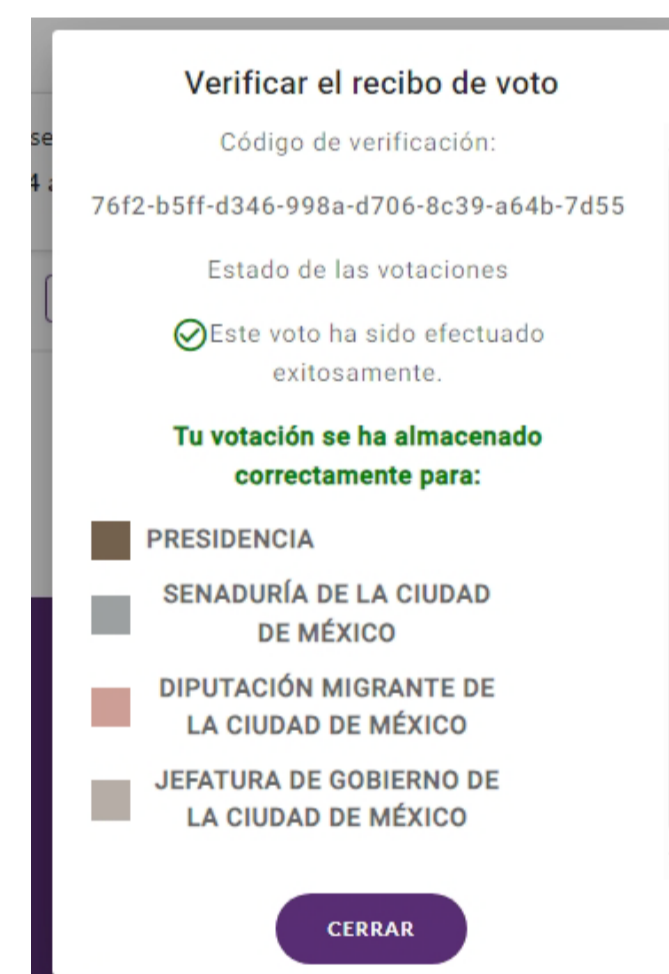 Verificar el recibo de voto
Código de verificación:
se
4 a
76f2-b5ff-d346-998a-d706-8c39-a64b-7d55
Estado de las votaciones
Este voto ha sido efectuado
exitosamente.
Tu votación se ha almacenado
correctamente para:
PRESIDENCIA
SENADURÍA DE LA CIUDAD
DE MÉXICO
DIPUTACIÓN MIGRANTE DE
LA CIUDAD DE MÉXICO
JEFATURA DE GOBIERNO DE
LA CIUDAD DE MÉXICO
CERRAR